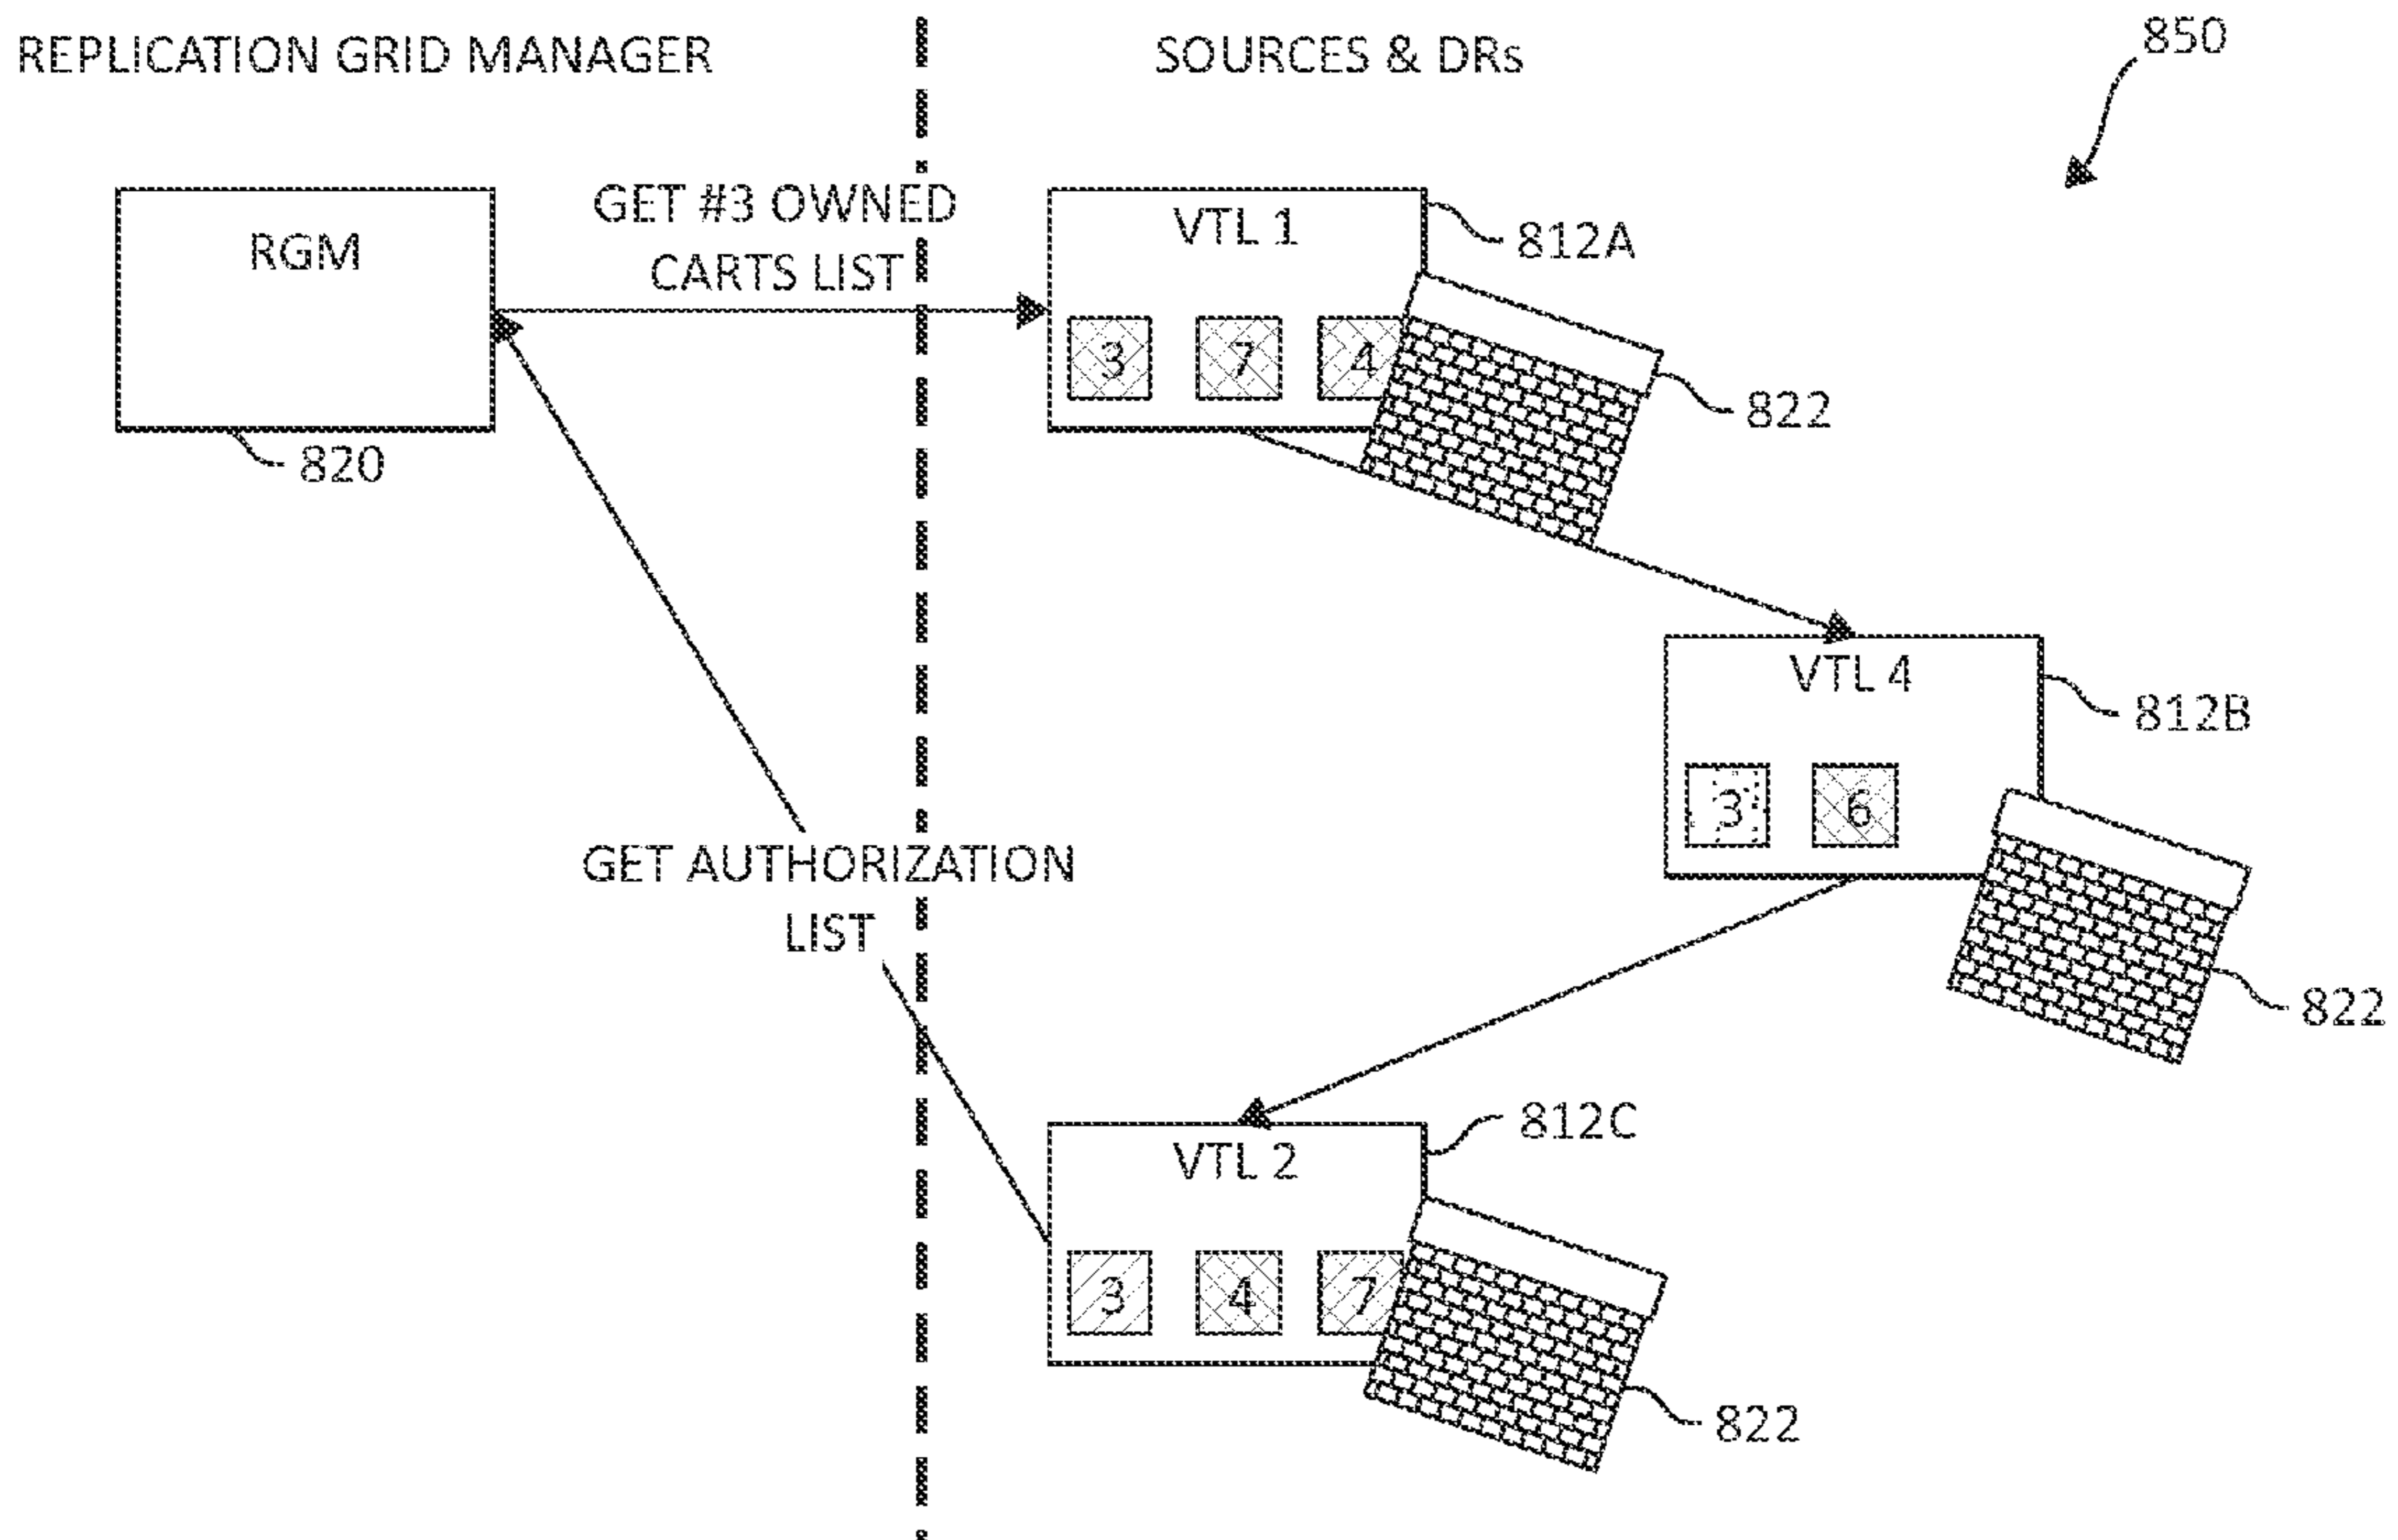 REPLICATION GRID MANAGER
SOURCES & DRs
850
RGM
820
GET #3 OWNED
CARTS LIST
VTL 1
3 7 4
812A
822
VTL 4
3 6
812B
822
GET AUTHORIZATION
LIST
VTL 2
3 4 7
812C
822